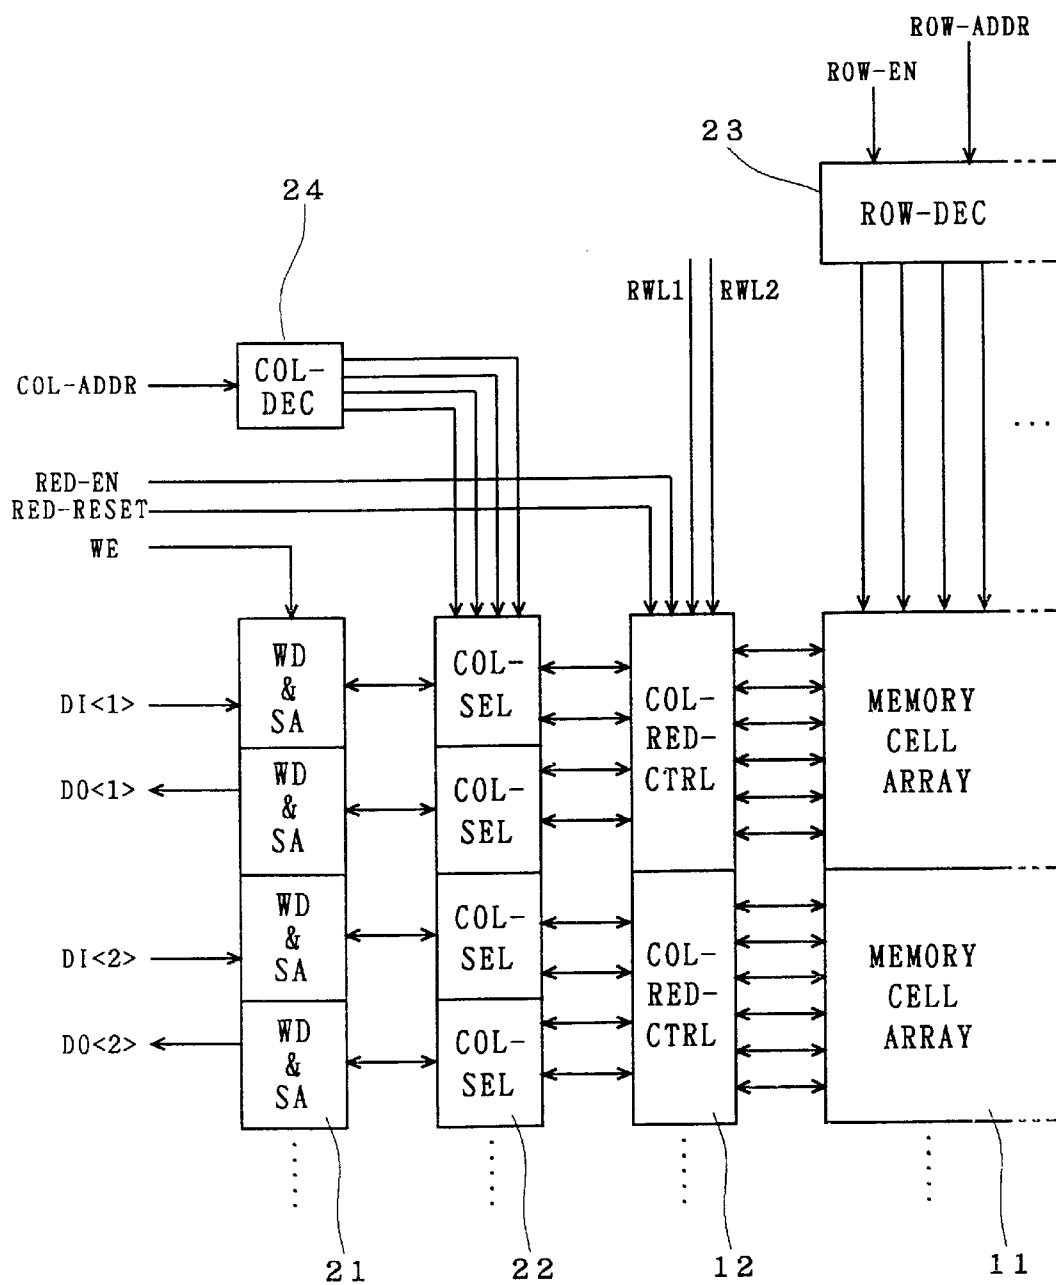 ROW-ADDR
ROW-EN
23
ROW-DEC
24
RWL1
RWL2
COL-ADDR
COL-
DEC
...
RED-EN
RED-RESET
WE
WD
&
SA
COL-
SEL
COL-
RED-
CTRL
MEMORY
CELL
ARRAY
DI<1>
DO<1>
WD
&
SA
COL-
SEL
WD
&
SA
COL-
SEL
COL-
RED-
CTRL
MEMORY
CELL
ARRAY
DI<2>
DO<2>
WD
&
SA
COL-
SEL
21
22
12
11